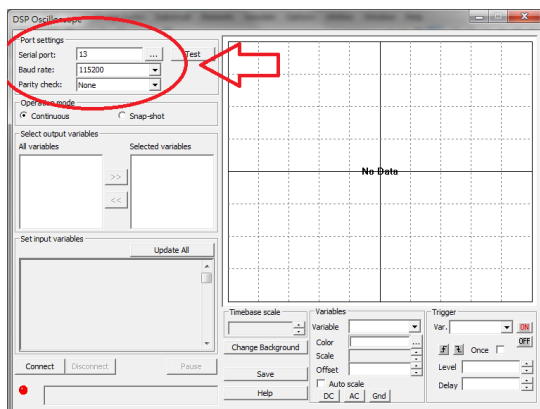 DSP Oscilloscope
Port settings
Serial port: 13 ... Test
Baud rate: 115200
Parity check: None
Operation mode
Continuous Snap-shot
Select output variables
All variables Selected variables
>>
<<
Set input variables
Update All
Connect Disconnect Pause
No Data
Timebase scale
Change Background
Save
Help
Variables
Variable
Color ...
Scale
Offset
Auto scale
DC AC Gnd
Trigger
Var. ON
OFF
Once
Level
Delay